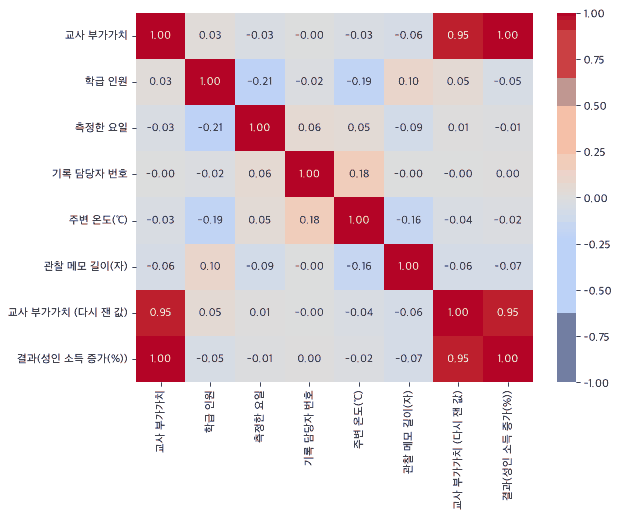 교사 부가가치 1.00 0.03 −0.03 −0.00 −0.03 −0.06 0.95 1.00
학급 인원 0.03 1.00 −0.21 −0.02 −0.19 0.10 0.05 −0.05
측정한 요일 −0.03 −0.21 1.00 0.06 0.05 −0.09 0.01 −0.01
기록 담당자 번호 −0.00 −0.02 0.06 1.00 0.18 −0.00 −0.00 0.00
주변 온도(℃) −0.03 −0.19 0.05 0.18 1.00 −0.16 −0.04 −0.02
관찰 메모 길이(자) −0.06 0.10 −0.09 −0.00 −0.16 1.00 −0.06 −0.07
교사 부가가치 (다시 잰 값) 0.95 0.05 0.01 −0.00 −0.04 −0.06 1.00 0.95
결과(성인 소득 증가(%)) 1.00 −0.05 −0.01 0.00 −0.02 −0.07 0.95 1.00
교사 부가가치
학급 인원
측정한 요일
기록 담당자 번호
주변 온도(℃)
관찰 메모 길이(자)
교사 부가가치 (다시 잰 값)
결과(성인 소득 증가(%))
1.00
0.75
0.50
0.25
0.00
−0.25
−0.50
−0.75
−1.00